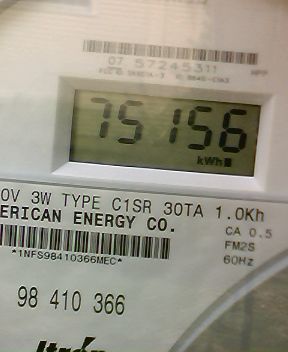 07 57245311
75156
kWh
0V 3W TYPE C1SR 30TA 1.0Kh
ERICAN ENERGY CO.
CA 0.5
FM2S
*1NFS98410366MEC*
60Hz
98 410 366
Itron